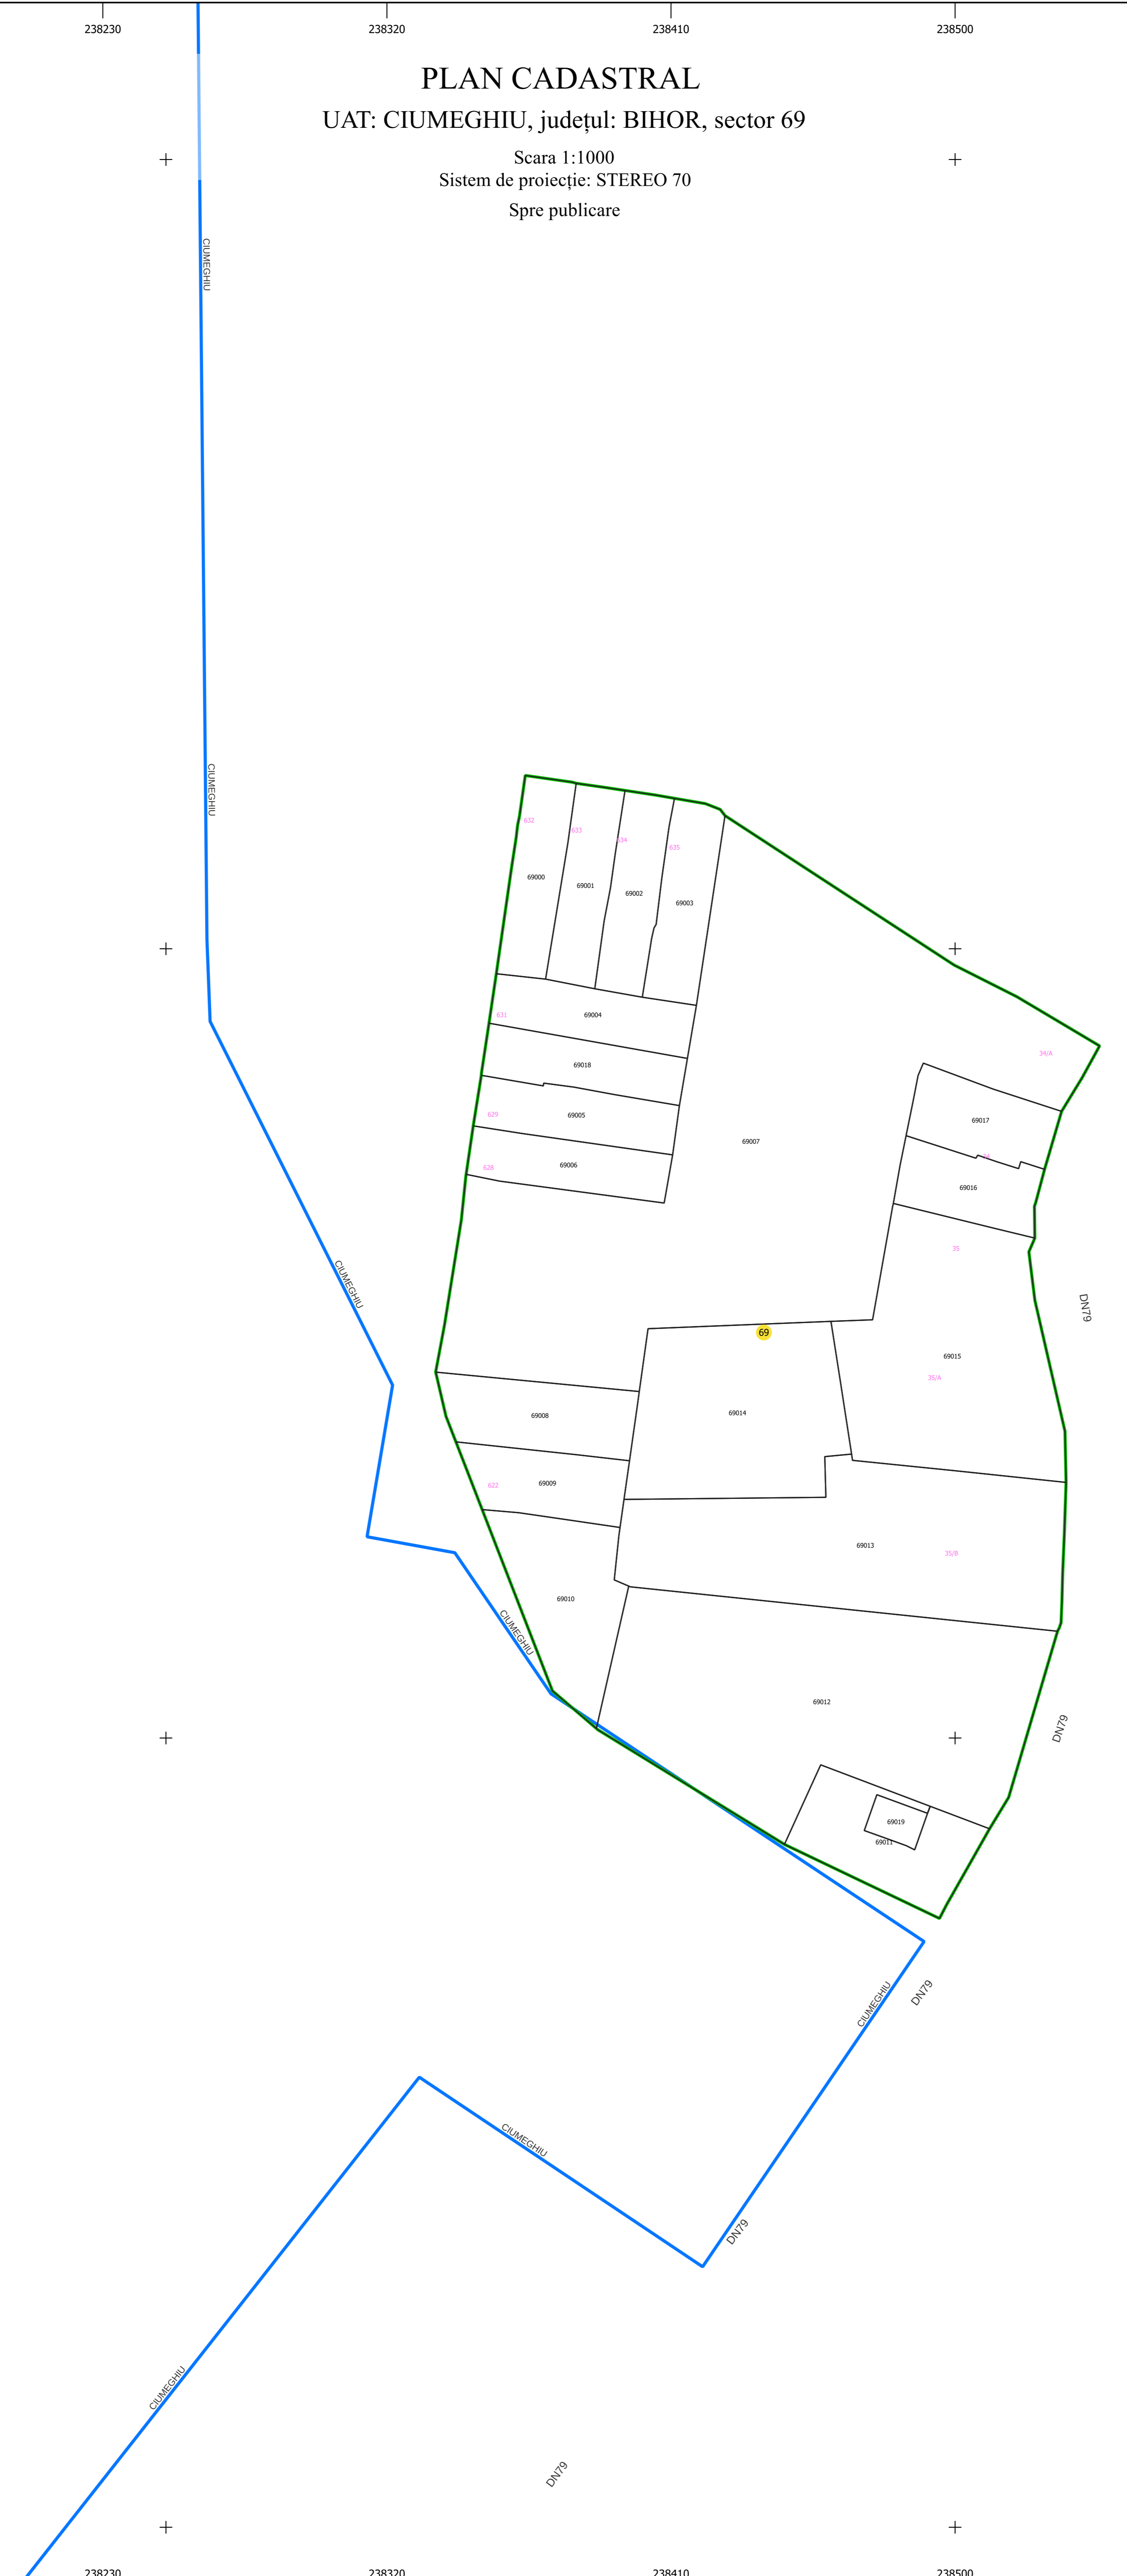 238230 238320 238410 238500
PLAN CADASTRAL
UAT: CIUMEGHIU, județul: BIHOR, sector 69
Scara 1:1000
Sistem de proiecție: STEREO 70
Spre publicare
CIUMEGHIU
CIUMEGHIU
632
633
634
635
69000
69001
69002
69003
631
69004
34/A
69018
629
69005
69017
69007
34
628
69006
69016
35
CIUMEGHIU
DN79
69
69015
35/A
69014
69008
622
69009
69013
35/B
69010
CIUMEGHIU
69012
DN79
69019
69011
CIUMEGHIU
DN79
CIUMEGHIU
DN79
CIUMEGHIU
DN79
238230 238320 238410 238500